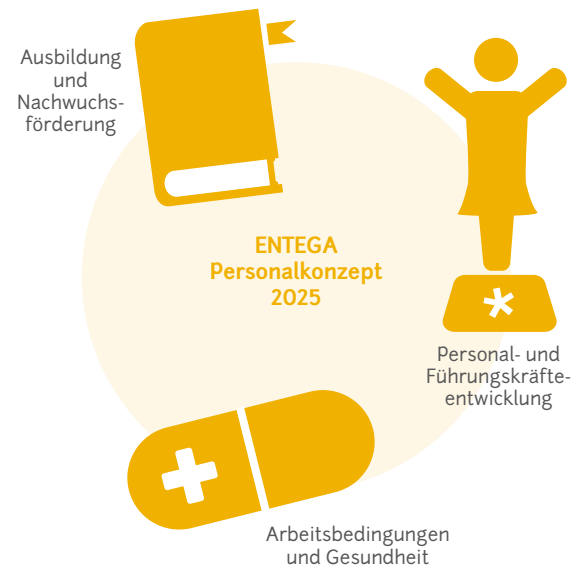 Ausbildung
und
Nachwuchs-
förderung
ENTEGA
Personalkonzept
2025
Personal- und
Führungskräfte-
entwicklung
Arbeitsbedingungen
und Gesundheit